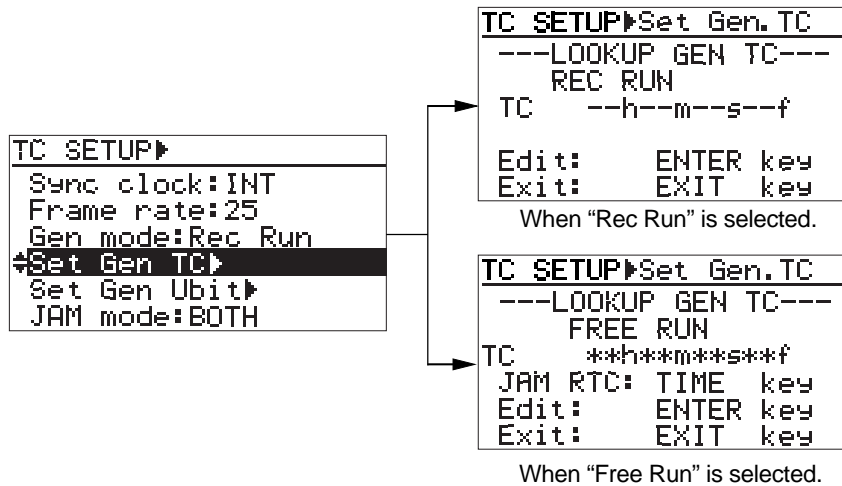 TC SETUP▶
Sync clock:INT
Frame rate:25
Gen mode:Rec Run
Set Gen TC▶
Set Gen Ubit▶
JAM mode:BOTH
TC SETUP▶Set Gen.TC
---LOOKUP GEN TC---
REC RUN
TC --h--m--s--f
Edit: ENTER key
Exit: EXIT key
When “Rec Run” is selected.
TC SETUP▶Set Gen.TC
---LOOKUP GEN TC---
FREE RUN
TC **h**m**s**f
JAM RTC: TIME key
Edit: ENTER key
Exit: EXIT key
When “Free Run” is selected.